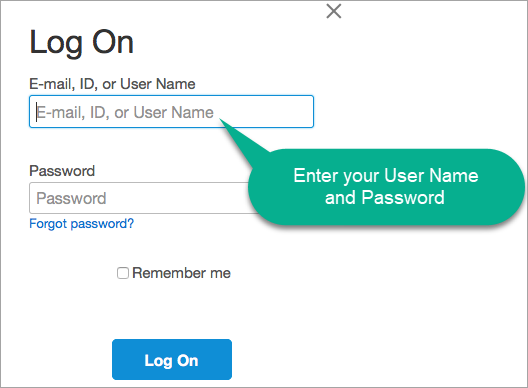 Log On
E-mail, ID, or User Name
E-mail, ID, or User Name
Enter your User Name
and Password
Password
Password
Forgot password?
Remember me
Log On